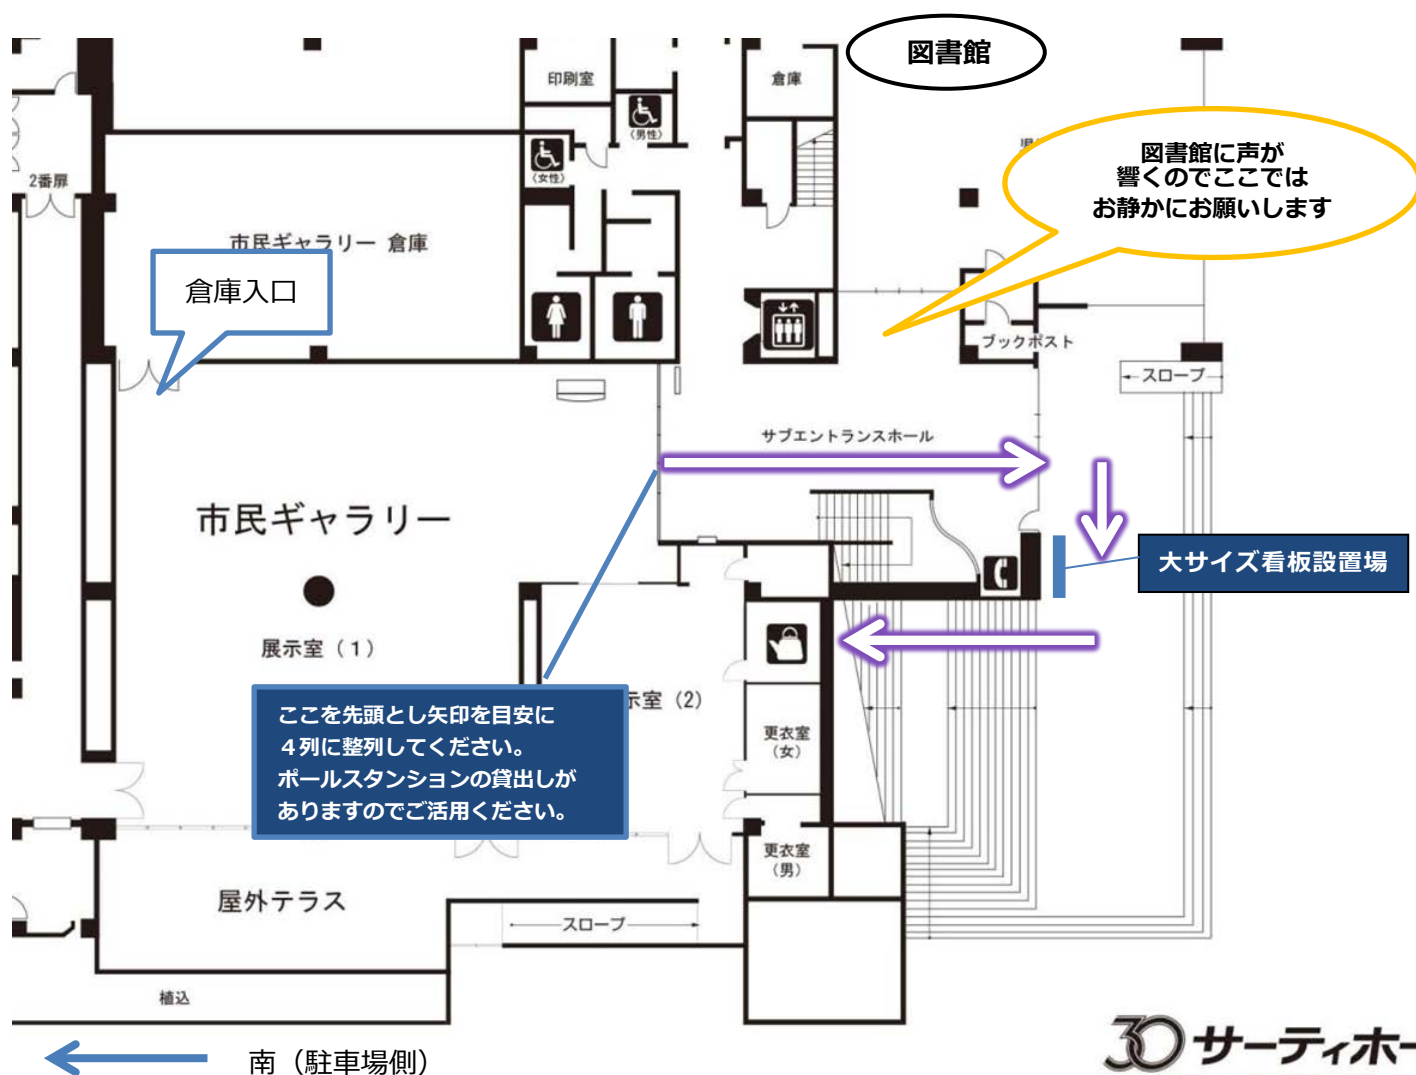 図書館
印刷室
倉庫
〈男性〉
図書館に声が
響くのでここでは
お静かにお願いします
2番扉
〈女性〉
市民ギャラリー 倉庫
倉庫入口
ブックポスト
スロープ
サブエントランスホール
市民ギャラリー
大サイズ看板設置場
展示室(1)
示室(2)
ここを先頭とし矢印を目安に
4列に整列してください。
ポールスタンションの貸出しが
ありますのでご活用ください。
更衣室
(女)
更衣室
(男)
屋外テラス
スロープ
植込
南(駐車場側)
30 サーティホー